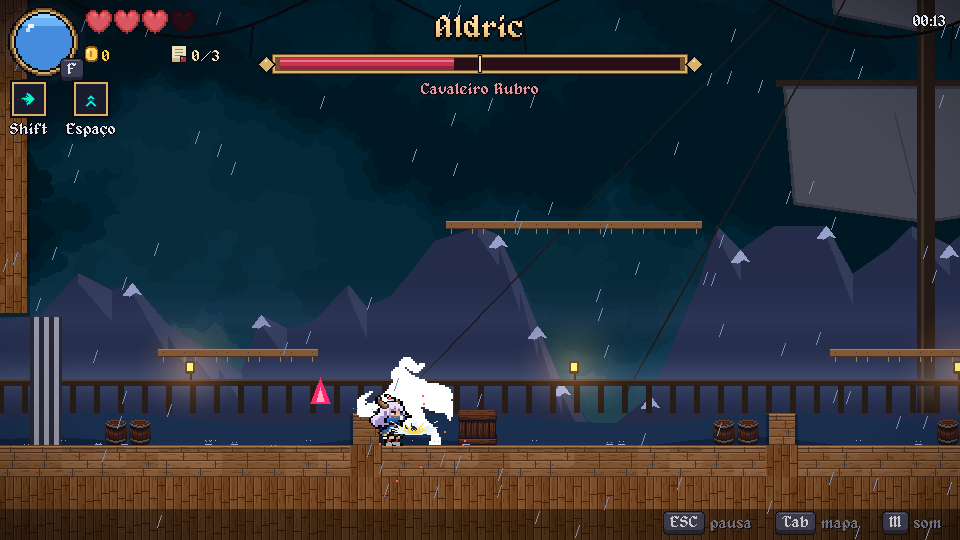 Aldric
00:13
0
0/3
F
Cavaleiro Rubro
Shift
Espaço
ESC pausa
Tab mapa
M som